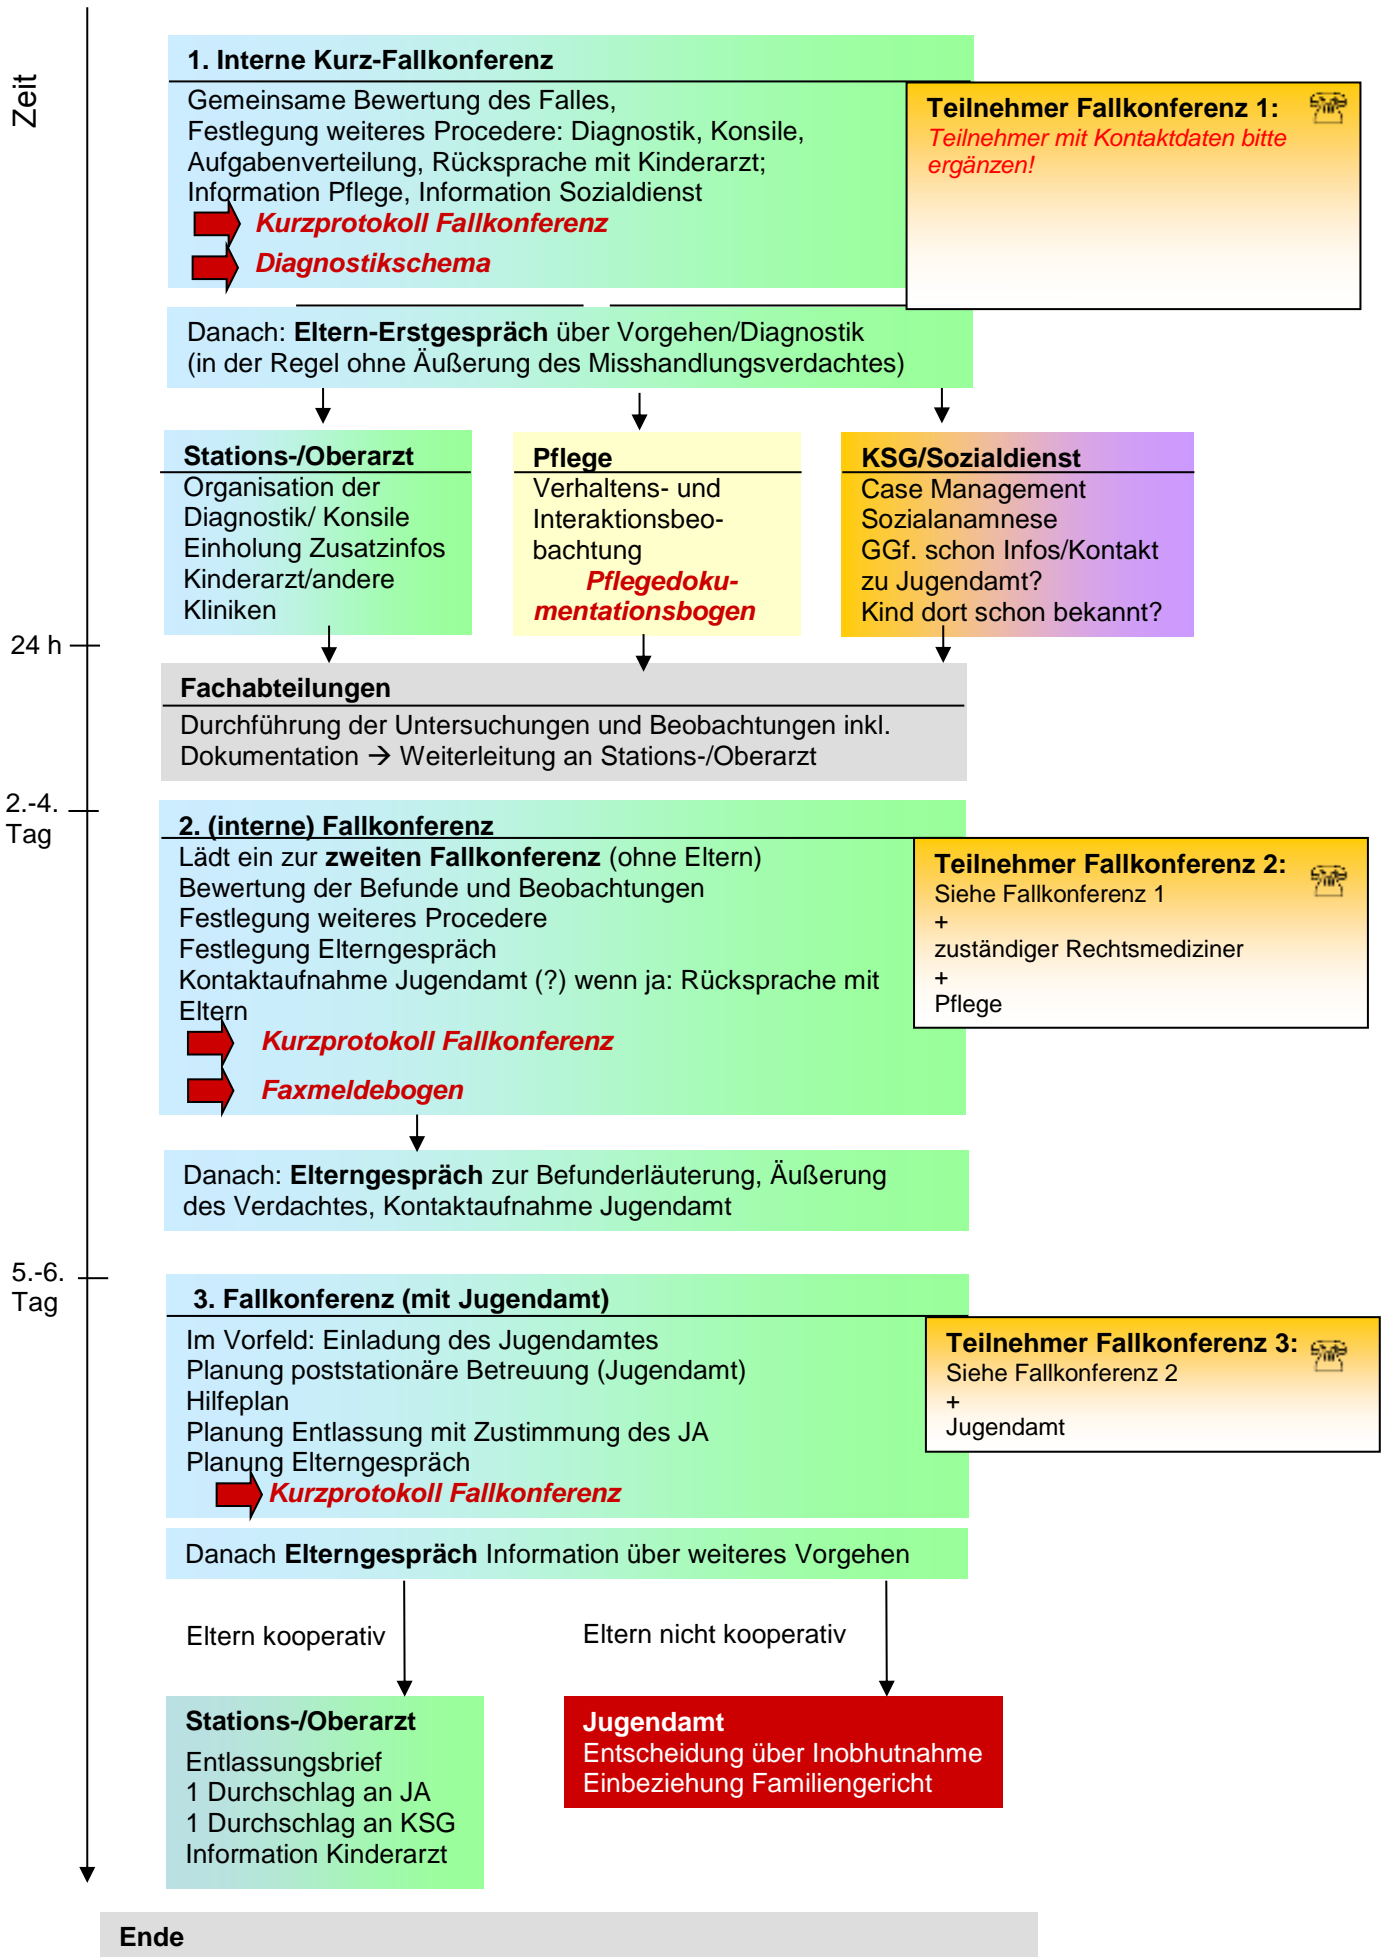 Zeit
1. Interne Kurz-Fallkonferenz
Gemeinsame Bewertung des Falles,
Festlegung weiteres Procedere: Diagnostik, Konsile,
Aufgabenverteilung, Rücksprache mit Kinderarzt;
Information Pflege, Information Sozialdienst
Kurzprotokoll Fallkonferenz
Diagnostikschema
Teilnehmer Fallkonferenz 1:
Teilnehmer mit Kontaktdaten bitte
ergänzen!
Danach: Eltern-Erstgespräch über Vorgehen/Diagnostik
(in der Regel ohne Äußerung des Misshandlungsverdachtes)
Stations-/Oberarzt
Organisation der
Diagnostik/ Konsile
Einholung Zusatzinfos
Kinderarzt/andere
Kliniken
Pflege
Verhaltens- und
Interaktionsbeo-
bachtung
Pflegedoku-
mentationsbogen
KSG/Sozialdienst
Case Management
Sozialanamnese
GGf. schon Infos/Kontakt
zu Jugendamt?
Kind dort schon bekannt?
24 h
Fachabteilungen
Durchführung der Untersuchungen und Beobachtungen inkl.
Dokumentation → Weiterleitung an Stations-/Oberarzt
2.-4.
Tag
2. (interne) Fallkonferenz
Lädt ein zur zweiten Fallkonferenz (ohne Eltern)
Bewertung der Befunde und Beobachtungen
Festlegung weiteres Procedere
Festlegung Elterngespräch
Kontaktaufnahme Jugendamt (?) wenn ja: Rücksprache mit
Eltern
Kurzprotokoll Fallkonferenz
Faxmeldebogen
Teilnehmer Fallkonferenz 2:
Siehe Fallkonferenz 1
+
zuständiger Rechtsmediziner
+
Pflege
Danach: Elterngespräch zur Befunderläuterung, Äußerung
des Verdachtes, Kontaktaufnahme Jugendamt
5.-6.
Tag
3. Fallkonferenz (mit Jugendamt)
Im Vorfeld: Einladung des Jugendamtes
Planung poststationäre Betreuung (Jugendamt)
Hilfeplan
Planung Entlassung mit Zustimmung des JA
Planung Elterngespräch
Kurzprotokoll Fallkonferenz
Teilnehmer Fallkonferenz 3:
Siehe Fallkonferenz 2
+
Jugendamt
Danach Elterngespräch Information über weiteres Vorgehen
Eltern kooperativ
Eltern nicht kooperativ
Stations-/Oberarzt
Entlassungsbrief
1 Durchschlag an JA
1 Durchschlag an KSG
Information Kinderarzt
Jugendamt
Entscheidung über Inobhutnahme
Einbeziehung Familiengericht
Ende